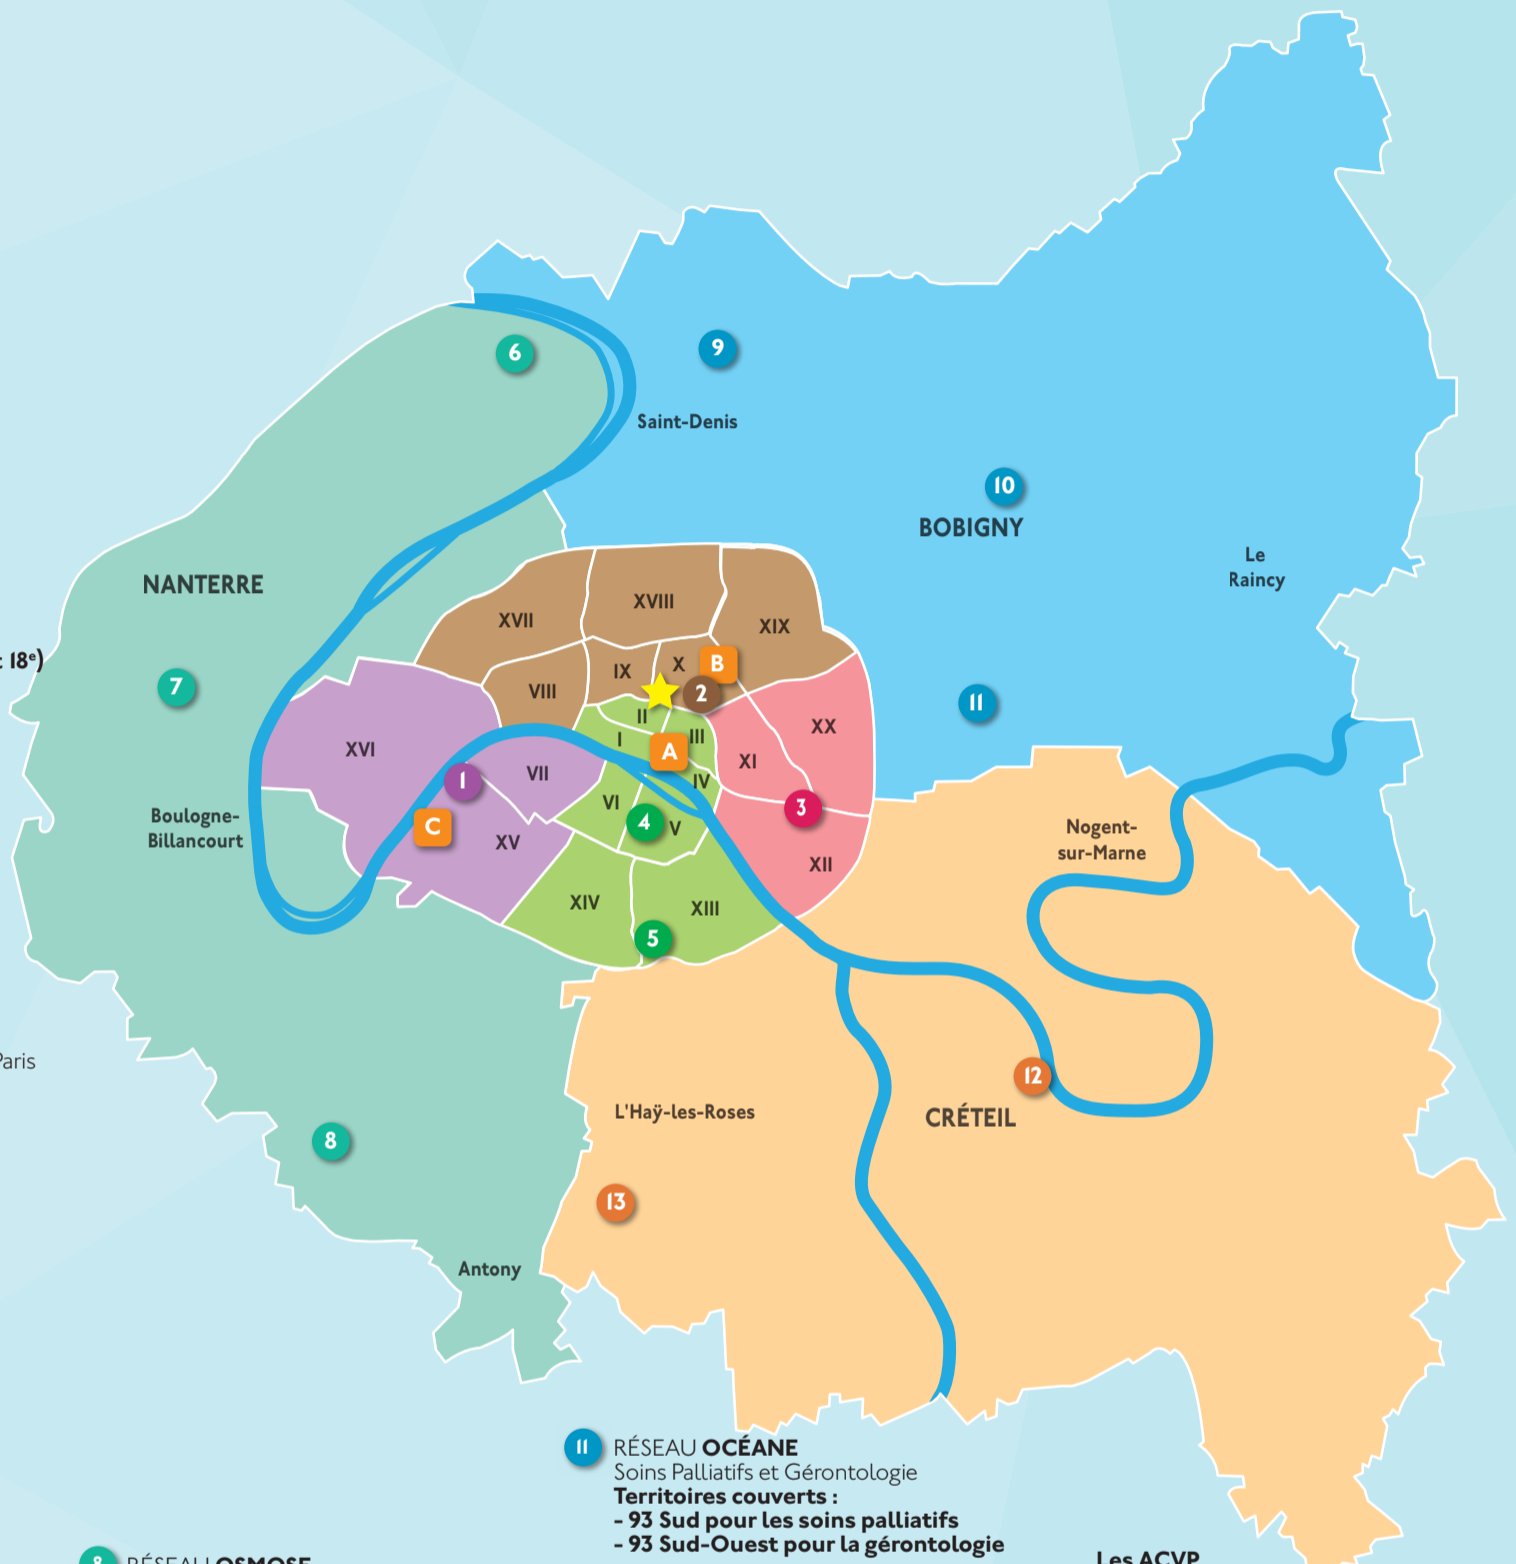 6
9
Saint-Denis
10
BOBIGNY
Le
Raincy
NANTERRE
XVIII
XVII
XIX
18e)
IX
X
B
7
VIII
2
11
II
XX
XVI
I
III
A
XI
VII
1
IV
VI
3
Boulogne-
Billancourt
C
4
V
Nogent-
sur-Marne
XV
XII
XIV
XIII
5
Paris
12
L'Haÿ-les-Roses
CRÉTEIL
8
13
Antony
11 RÉSEAU OCÉANE
Soins Palliatifs et Gérontologie
Territoires couverts :
- 93 Sud pour les soins palliatifs
- 93 Sud-Ouest pour la gérontologie
8 RÉSEAU OSMOSE
Les ACVP